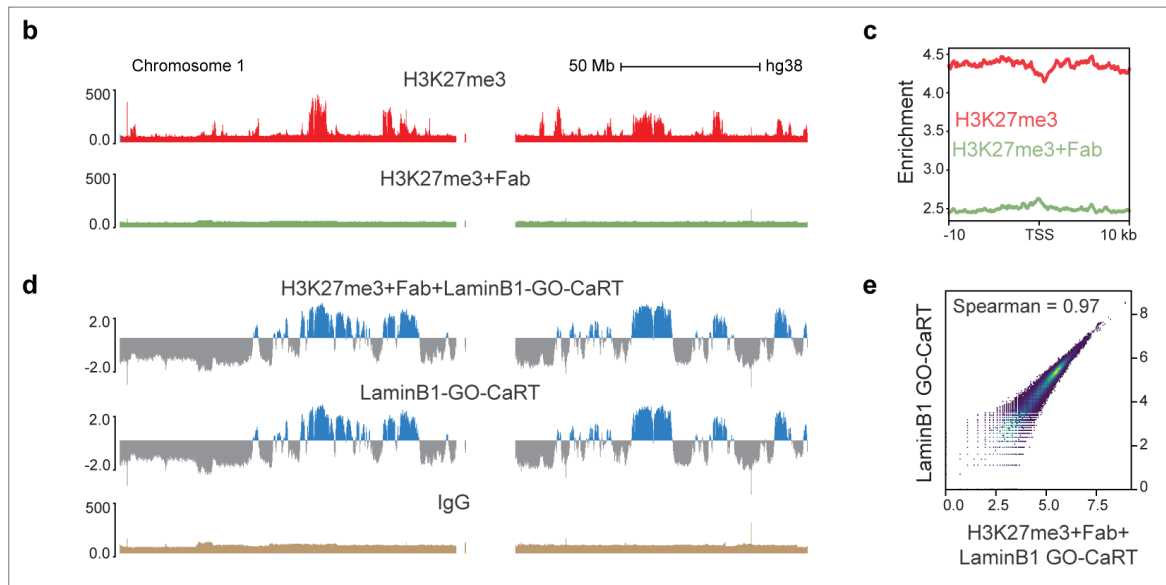 b
Chromosome 1
50 Mb
hg38
H3K27me3
500
0.0
H3K27me3+Fab
500
0.0
c
Enrichment
4.5
4.0
3.5
3.0
2.5
H3K27me3
H3K27me3+Fab
-10
TSS
10 kb
d
H3K27me3+Fab+LaminB1-GO-CaRT
2.0
-2.0
LaminB1-GO-CaRT
2.0
-2.0
IgG
500
0.0
e
Spearman = 0.97
LaminB1 GO-CaRT
8
6
4
2
0
0.0
2.5
5.0
7.5
H3K27me3+Fab+
LaminB1 GO-CaRT